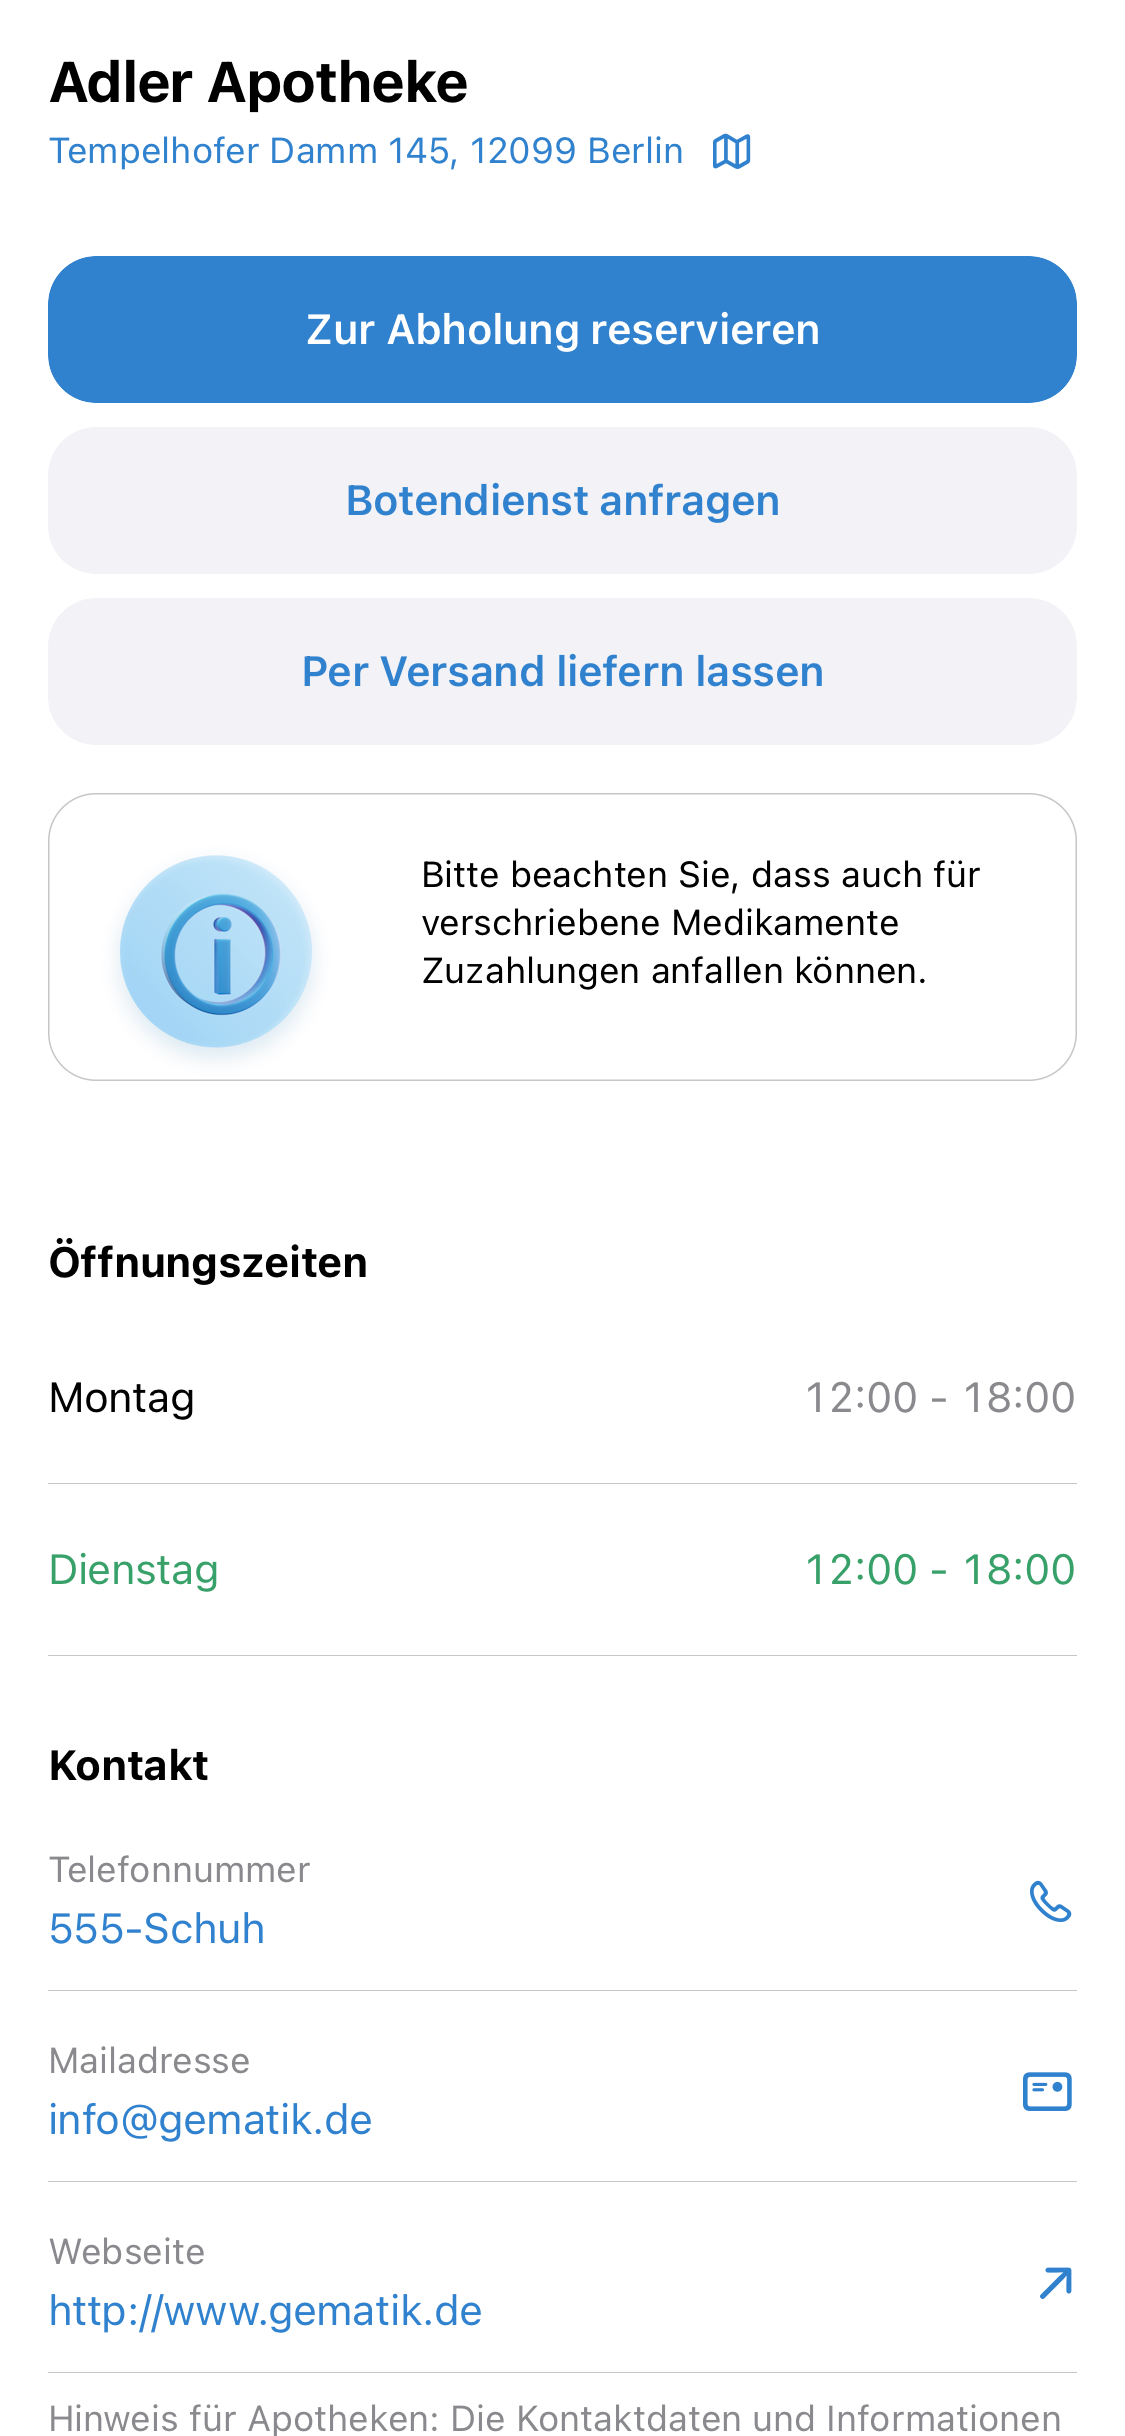 Adler Apotheke
Tempelhofer Damm 145, 12099 Berlin
Zur Abholung reservieren
Botendienst anfragen
Per Versand liefern lassen
Bitte beachten Sie, dass auch für
verschriebene Medikamente
Zuzahlungen anfallen können.
Öffnungszeiten
Montag 12:00 - 18:00
Dienstag 12:00 - 18:00
Kontakt
Telefonnummer
555-Schuh
Mailadresse
info@gematik.de
Webseite
http://www.gematik.de
Hinweis für Apotheken: Die Kontaktdaten und Informationen